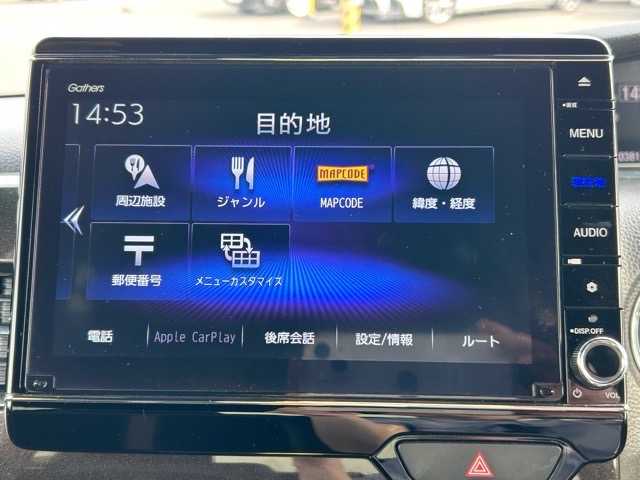 Gathers
14:53
目的地
周辺施設
ジャンル
MAPCODE
MAPCODE
緯度・経度
郵便番号
メニューカスタマイズ
電話
Apple CarPlay
後席会話
設定/情報
ルート
MENU
AUDIO
DISP.OFF
VOL